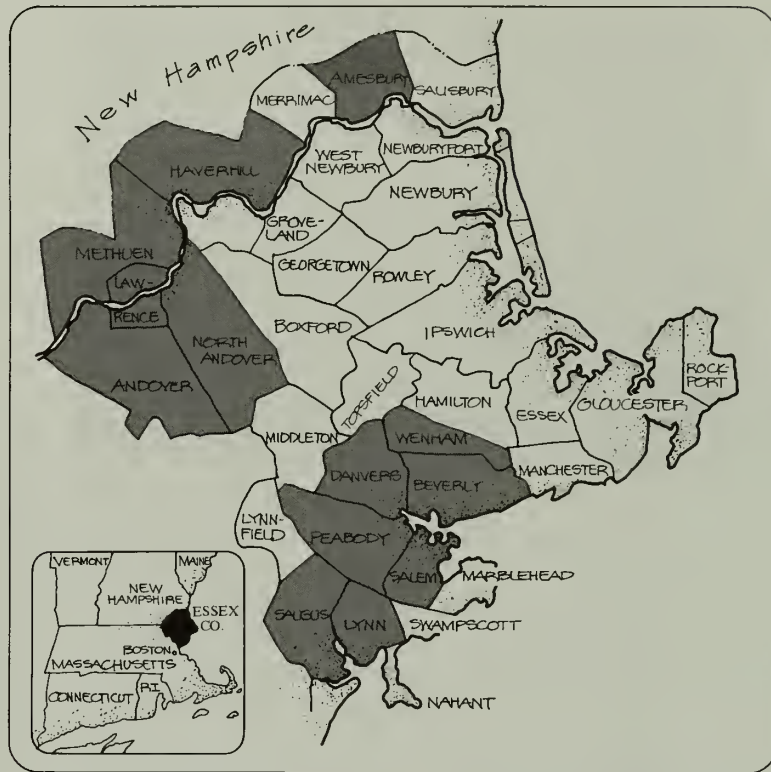 New Hampshire
AMESBURY
SALISBURY
MERRIMAC
HAVERHILL
WEST
NEWBURY
NEWBURYPORT
NEWBURY
GROVE-
LAND
METHUEN
GEORGETOWN
ROWLEY
LAW-
RENCE
BOXFORD
IPSWICH
NORTH
ANDOVER
ANDOVER
TOPSFIELD
HAMILTON
ESSEX
GLOUCESTER
ROCK-
PORT
MIDDLETON
WENHAM
MANCHESTER
DANVERS
BEVERLY
LYNN-
FIELD
PEABODY
SALEM
MARBLEHEAD
SAUGUS
LYNN
SWAMPSCOTT
NAHANT
VERMONT
MAINE
NEW
HAMPSHIRE
ESSEX
CO.
BOSTON
MASSACHUSETTS
CONNECTICUT
R.I.